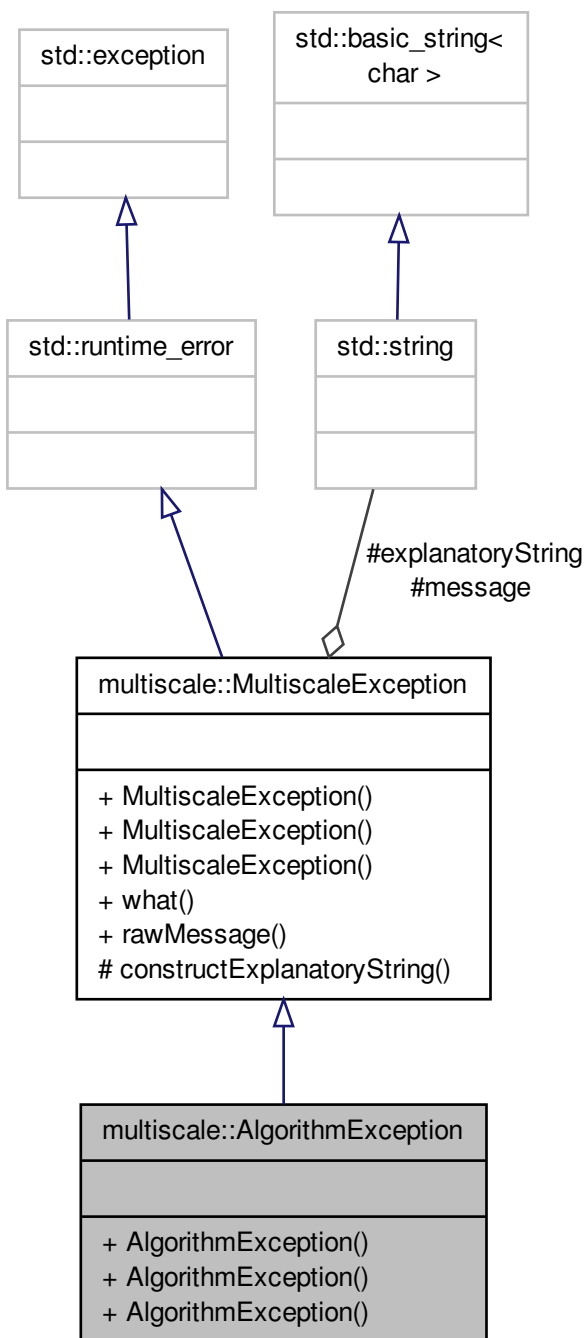 std::exception
std::basic_string<
char >
std::runtime_error
std::string
#explanatoryString
#message
multiscale::MultiscaleException
+ MultiscaleException()
+ MultiscaleException()
+ MultiscaleException()
+ what()
+ rawMessage()
# constructExplanatoryString()
multiscale::AlgorithmException
+ AlgorithmException()
+ AlgorithmException()
+ AlgorithmException()